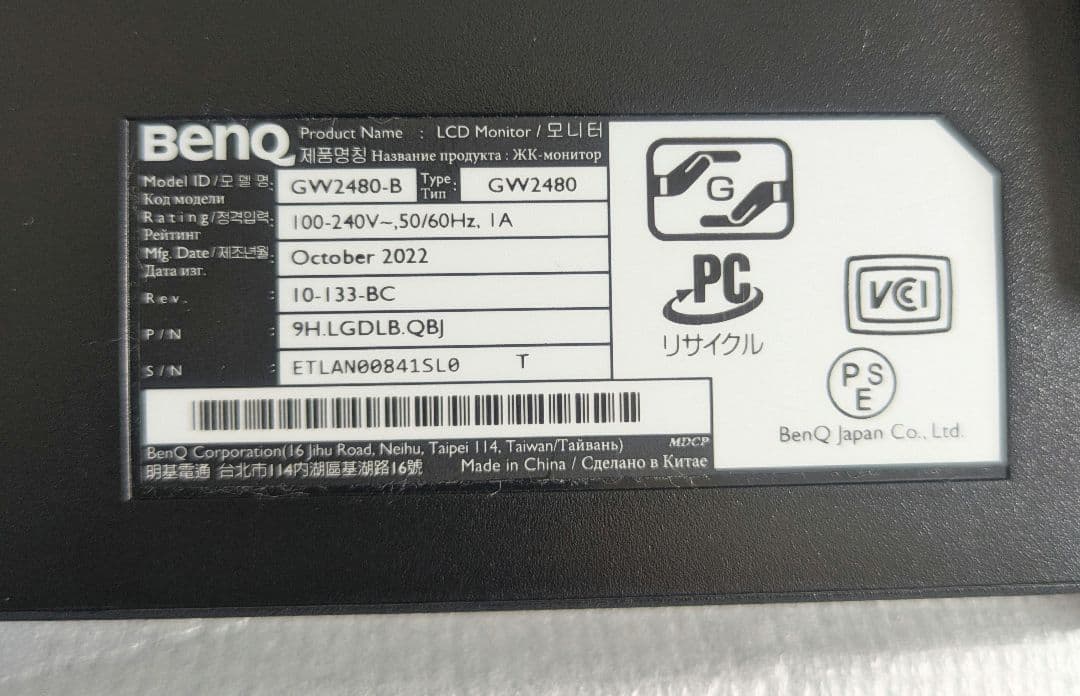 BenQ Product Name : LCD Monitor / 모니터
제품명칭 Название продукта : ЖК-монитор
Model ID/모 델 명: GW2480-B Type Тип : GW2480
Код модели
Rating/정격입력: 100-240V~,50/60Hz, 1A
Рейтинг
Mfg. Date/제조년월: October 2022
Дата изг.
Rev. : 10-133-BC
P/N : 9H.LGDLB.QBJ
S/N : ETLAN00841SL0 T
BenQ Corporation(16 Jihu Road, Neihu, Taipei 114, Taiwan/Тайвань) MDCP
明基電通 台北市114內湖區基湖路16號 Made in China / Сделано в Китае
G
PC
リサイクル
VCCI
PSE
BenQ Japan Co., Ltd.